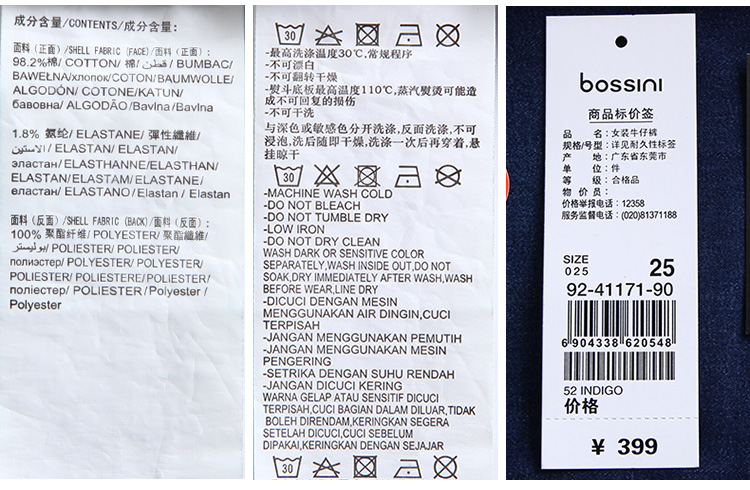 成分含量/CONTENTS/成分含量:
面料（正面）/SHELL FABRIC (FACE)/面料（正面）:
98.2%棉/ COTTON/ 棉/ قطن/ BUMBAC/
BAWEŁNA/хлопок/COTON/BAUMWOLLE/
ALGODÓN/ COTONE/KATUN/
бавовна/ ALGODÃO/Bavlna/Bavlna
1.8% 氨纶/ ELASTANE/ 彈性纖維/
الاستين/ ELASTAN/ ELASTAN/
эластан/ ELASTHANNE/ELASTHAN/
ELASTAN/ELASTAM/ELASTANE/
еластан/ ELASTANO/ Elastan / Elastan
面料（反面）/SHELL FABRIC (BACK)/面料（反面）:
100% 聚酯纤维/ POLYESTER/ 聚酯纖維/
بوليستر/ POLIESTER/ POLIESTER/
полиэстер/ POLYESTER/ POLYESTER/
POLIESTER/ POLIESTERE/ POLIESTER/
поліестер/ POLIESTER / Polyester /
Polyester
30
-最高洗涤温度30℃,常规程序
-不可漂白
-不可翻转干燥
-熨斗底板最高温度110℃,蒸汽熨烫可能造
成不可回复的损伤
-不可干洗
与深色或敏感色分开洗涤,反面洗涤,不可
浸泡,洗后随即干燥,洗涤一次后再穿着,悬
挂晾干
30
-MACHINE WASH COLD
-DO NOT BLEACH
-DO NOT TUMBLE DRY
-LOW IRON
-DO NOT DRY CLEAN
WASH DARK OR SENSITIVE COLOR
SEPARATELY,WASH INSIDE OUT,DO NOT
SOAK,DRY IMMEDIATELY AFTER WASH,WASH
BEFORE WEAR,LINE DRY
-DICUCI DENGAN MESIN
MENGGUNAKAN AIR DINGIN,CUCI
TERPISAH
-JANGAN MENGGUNAKAN PEMUTIH
-JANGAN MENGGUNAKAN MESIN
PENGERING
-SETRIKA DENGAN SUHU RENDAH
-JANGAN DICUCI KERING
WARNA GELAP ATAU SENSITIF DICUCI
TERPISAH,CUCI BAGIAN DALAM DILUAR,TIDAK
BOLEH DIRENDAM,KERINGKAN SEGERA
SETELAH DICUCI,CUCI SEBELUM
DIPAKAI,KERINGKAN DENGAN SEJAJAR
30
bossini
商品标价签
品 名: 女装牛仔裤
规格/号型: 详见耐久性标签
产 地: 广东省东莞市
单 位: 件
等 级: 合格品
物 价 员:
价格举报电话: 12358
服务监督电话: (020)81371188
SIZE
025 25
92-41171-90
6 904338 620548
52 INDIGO
价格
¥ 399